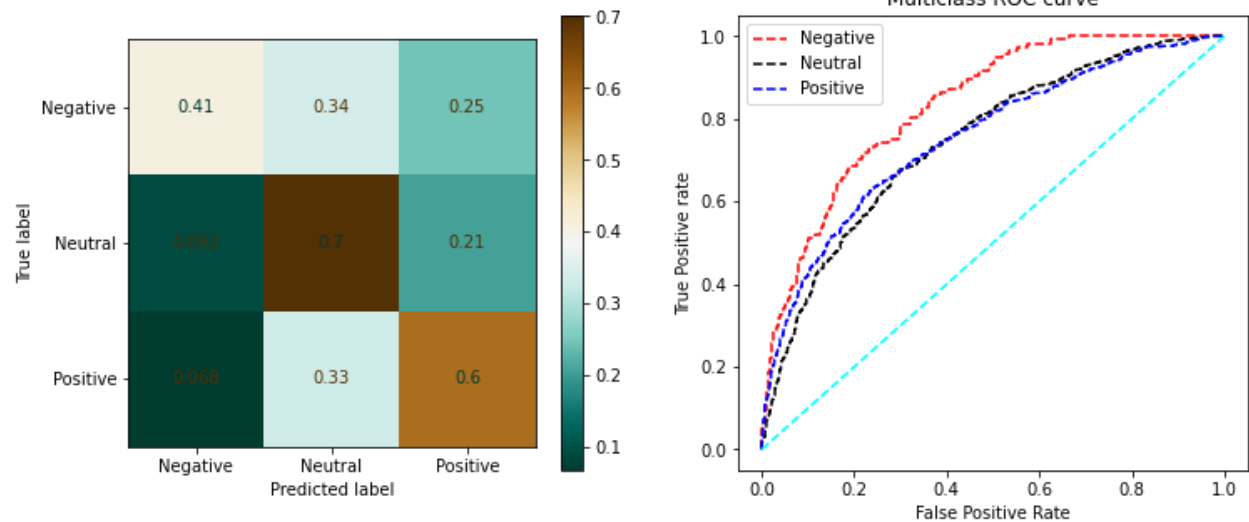 0.7
0.6
0.5
0.4
0.3
0.2
0.1
Negative
0.41
0.34
0.25
Neutral
0.7
0.21
Positive
0.068
0.33
0.6
Negative Neutral Positive
Predicted label
True label
Multiclass ROC curve
Negative
Neutral
Positive
1.0
0.8
0.6
0.4
0.2
0.0
True Positive rate
0.0 0.2 0.4 0.6 0.8 1.0
False Positive Rate